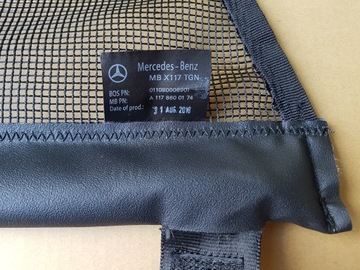 Mercedes-Benz
MB X117 TGN
BOS PN: 011080008907
MB PN: A 117 860 01 74
Date of prod.: 31 AUG 2016